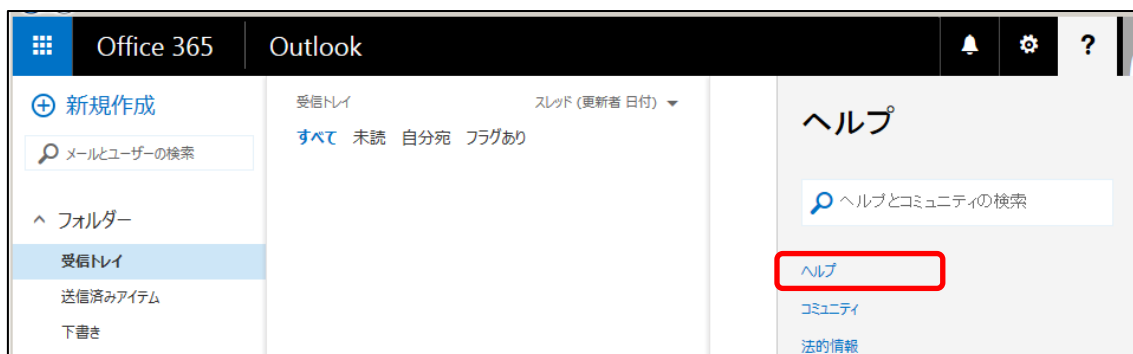 Office 365 Outlook ?
新規作成
メールとユーザーの検索
フォルダー
受信トレイ
送信済みアイテム
下書き
受信トレイ スレッド (更新者 日付)
すべて 未読 自分宛 フラグあり
ヘルプ
ヘルプとコミュニティの検索
ヘルプ
コミュニティ
法的情報